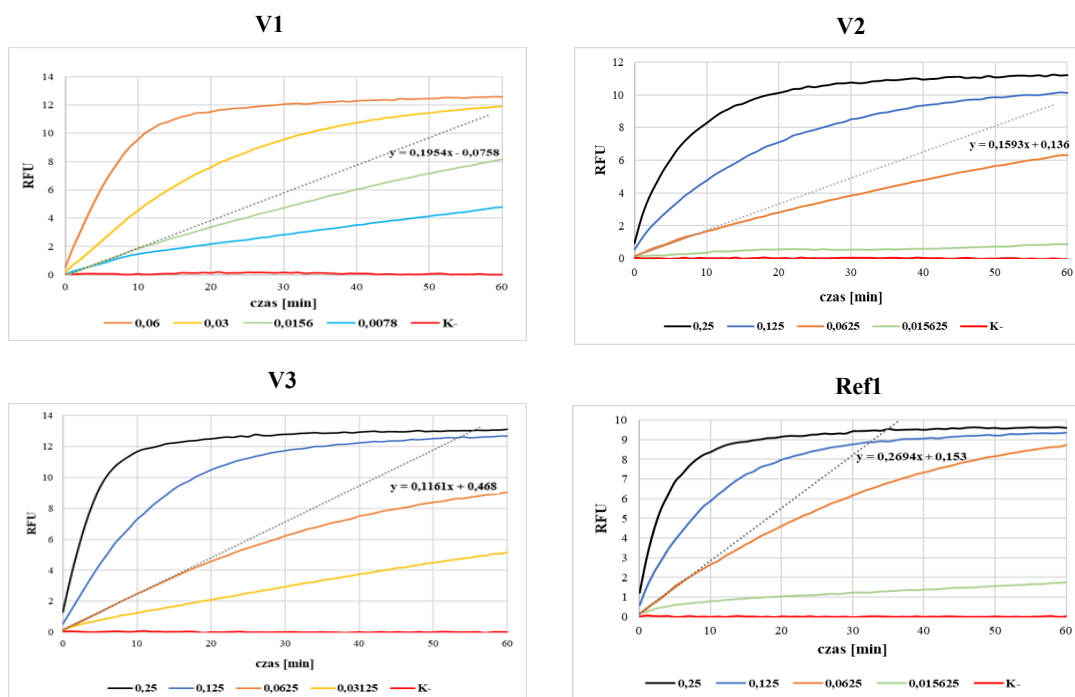 V1
14
12
10
8
6
4
2
0
RFU
y = 0,1954x - 0,0758
0 10 20 30 40 50 60
czas [min]
0,06 0,03 0,0156 0,0078 K-
V2
12
10
8
6
4
2
0
RFU
y = 0,1593x + 0,136
0 10 20 30 40 50 60
czas [min]
0,25 0,125 0,0625 0,015625 K-
V3
14
12
10
8
6
4
2
0
RFU
y = 0,1161x + 0,468
0 10 20 30 40 50 60
czas [min]
0,25 0,125 0,0625 0,03125 K-
Ref1
10
9
8
7
6
5
4
3
2
1
0
RFU
y = 0,2694x + 0,153
0 10 20 30 40 50 60
czas [min]
0,25 0,125 0,0625 0,015625 K-